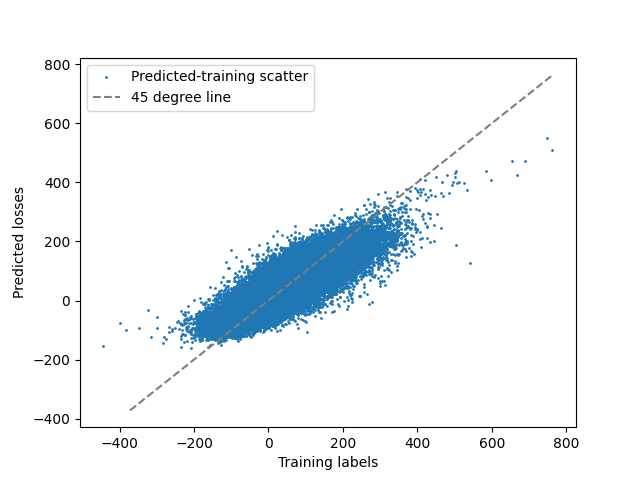 800
600
400
200
0
−200
−400
Predicted losses
Predicted-training scatter
45 degree line
−400 −200 0 200 400 600 800
Training labels